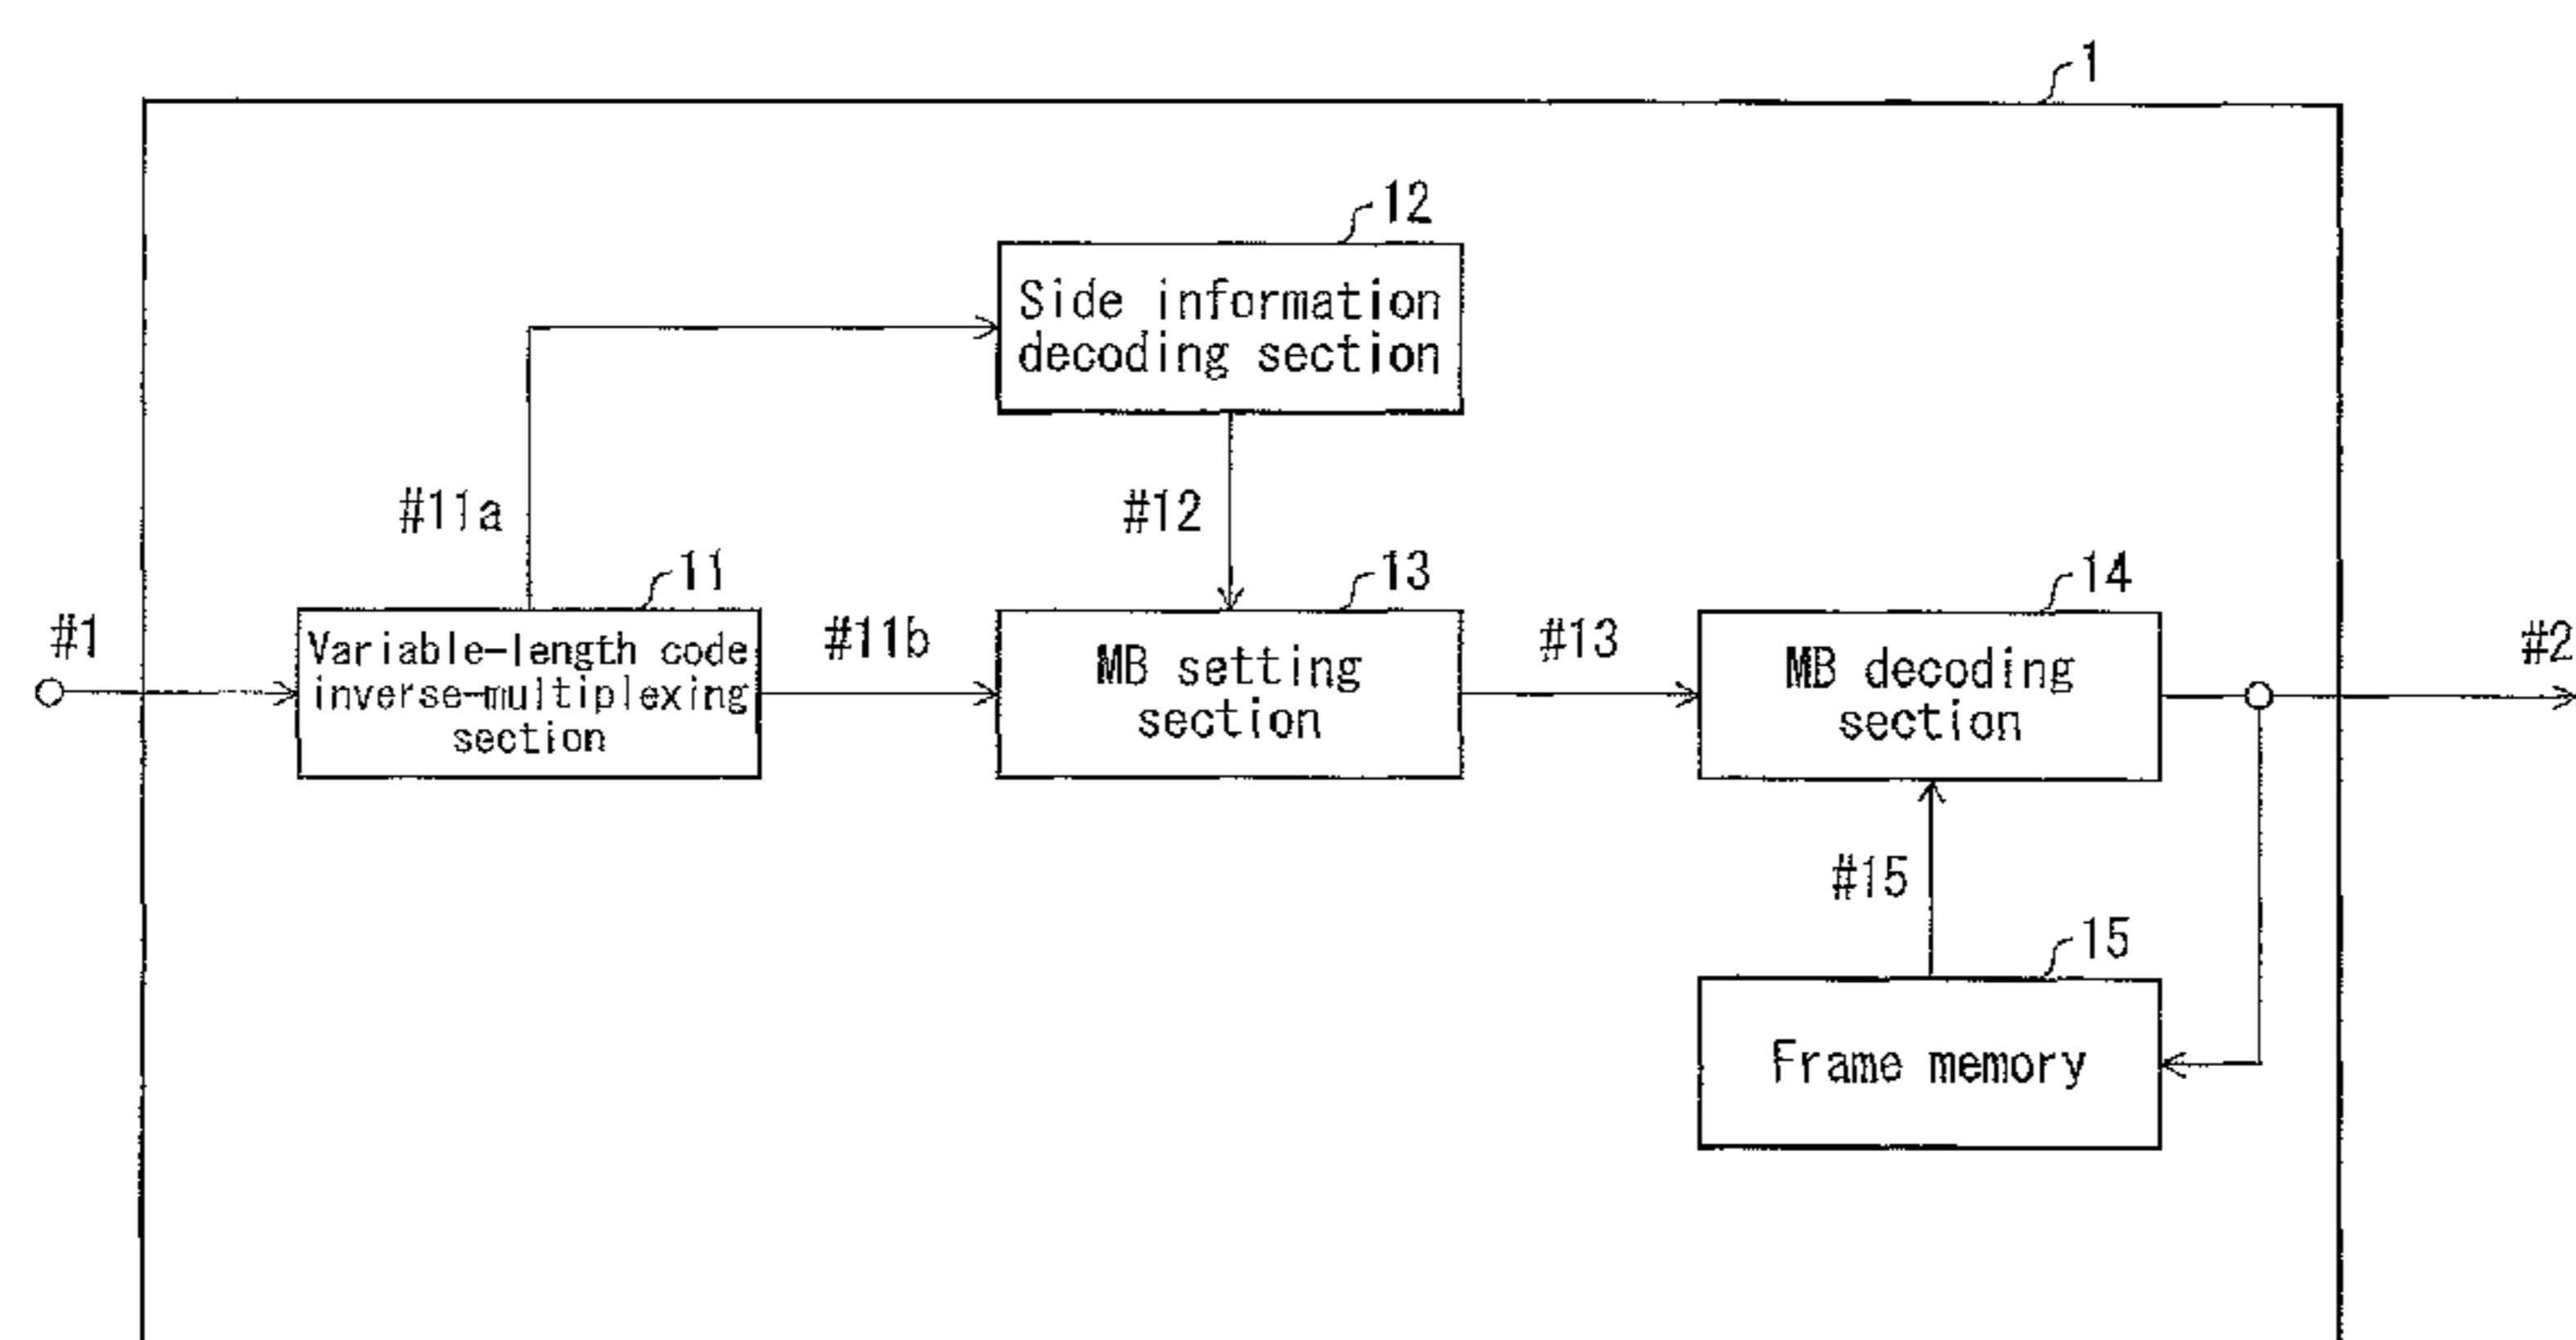 1
12
Side information
decoding section
#11a
#12
11
13
14
#1
Variable-length code
inverse-multiplexing
section
#11b
MB setting
section
#13
MB decoding
section
#2
#15
15
Frame memory